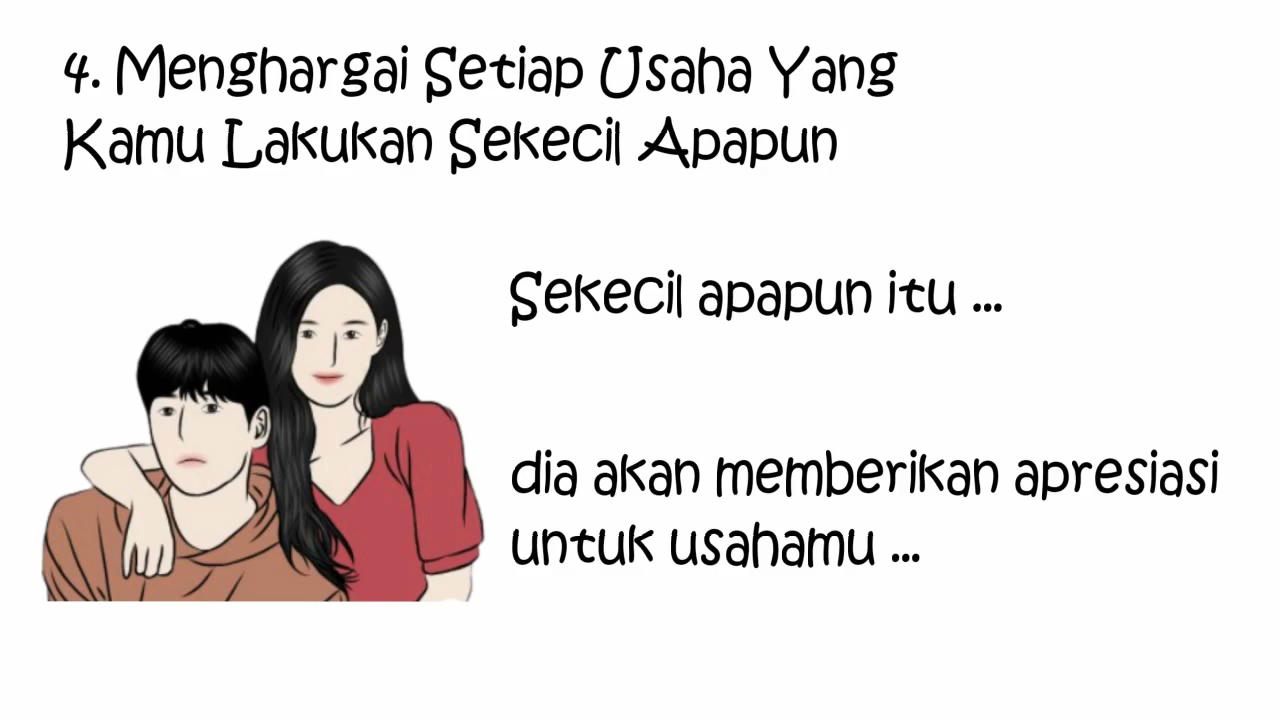 4. Menghargai Setiap Usaha Yang
Kamu Lakukan Sekecil Apapun
Sekecil apapun itu ...
dia akan memberikan apresiasi
untuk usahamu ...